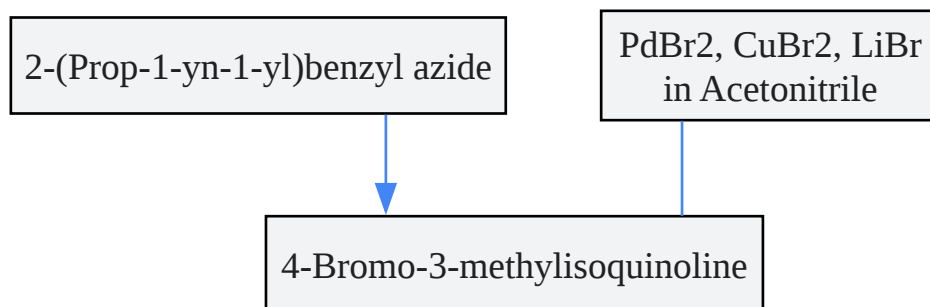 2-(Prop-1-yn-1-yl)benzyl azide
PdBr2, CuBr2, LiBr
in Acetonitrile
4-Bromo-3-methylisoquinoline